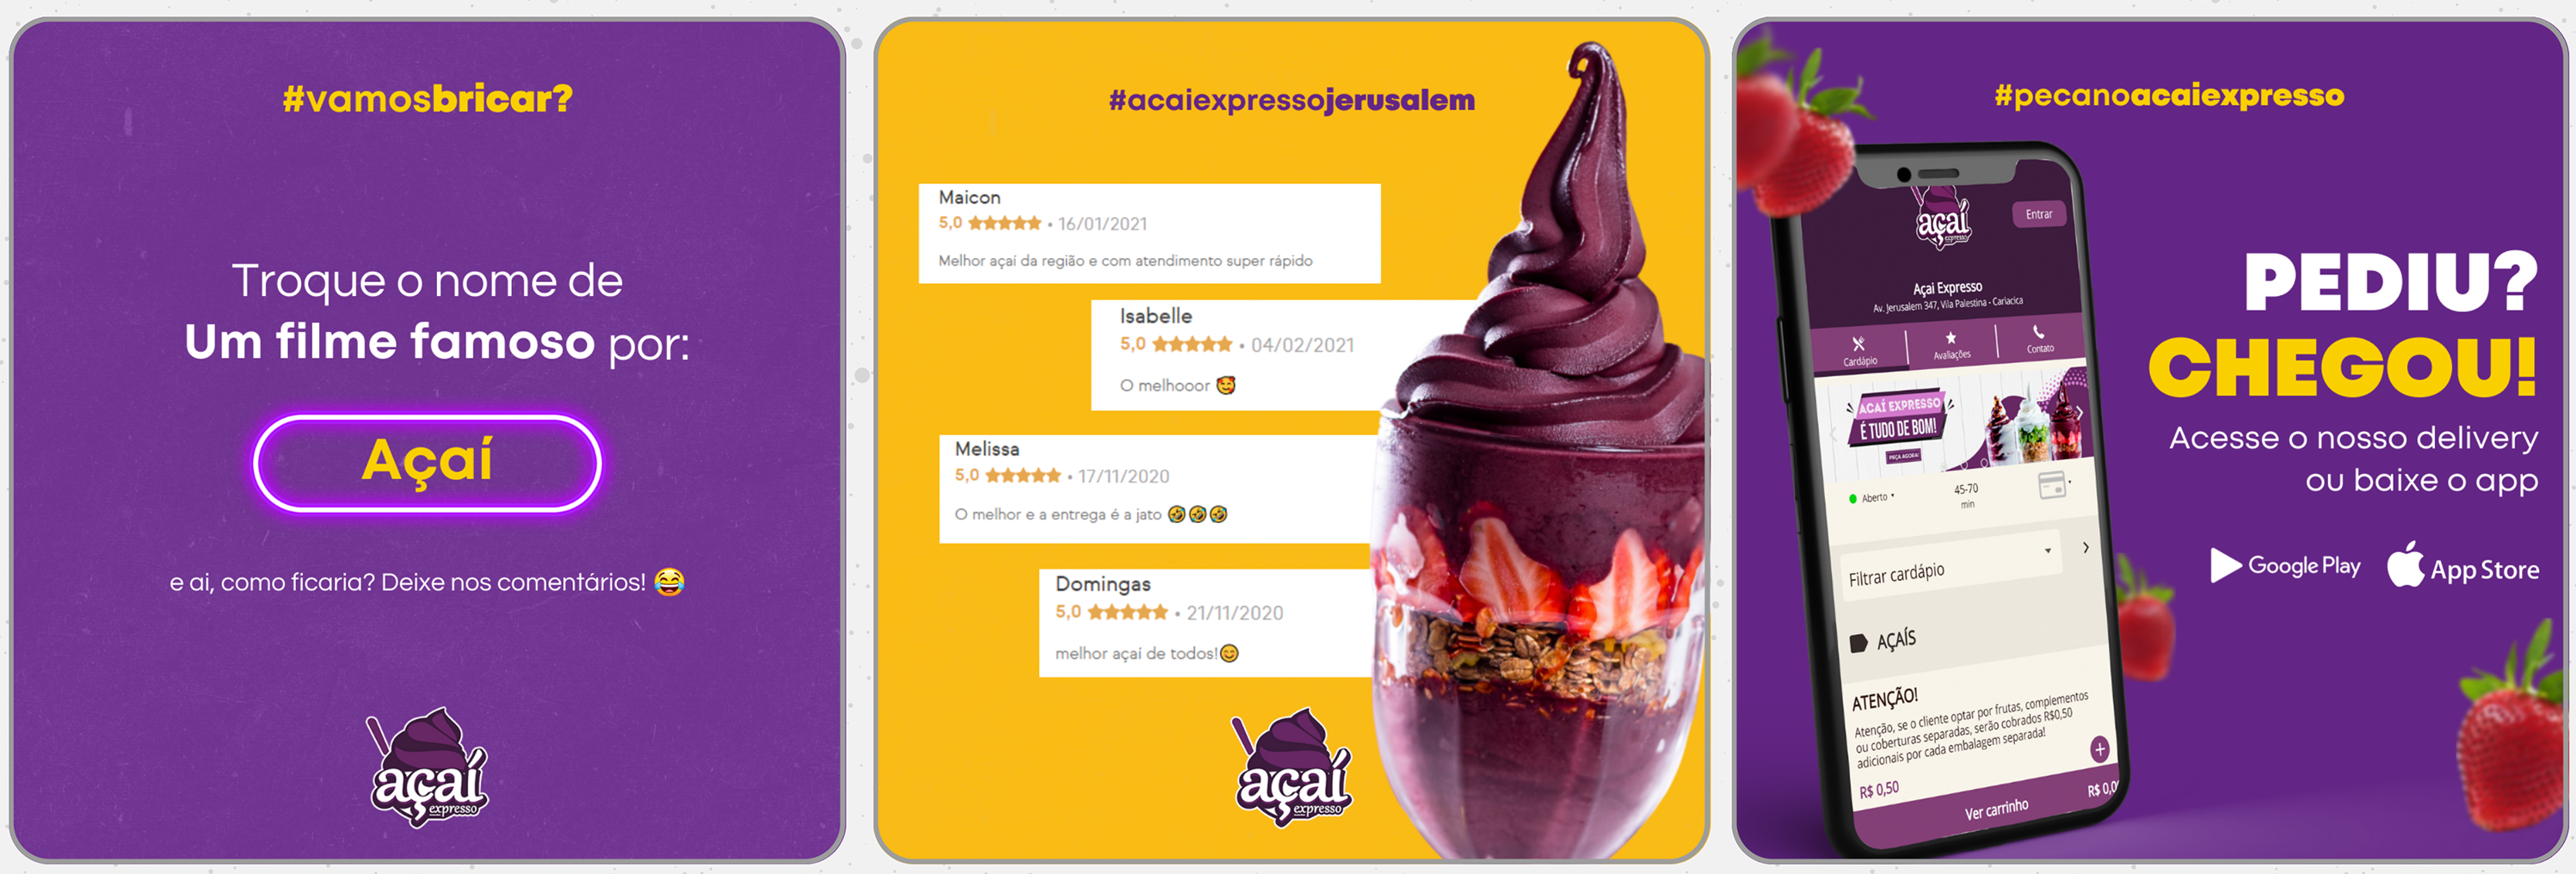 #vamosbricar?
Troque o nome de
Um filme famoso por:
Açaí
e ai, como ficaria? Deixe nos comentários! 😂
açaí
expresso
#acaiexpressojerusalem
Maicon
5,0 ★★★★★ • 16/01/2021
Melhor açaí da região e com atendimento super rápido
Isabelle
5,0 ★★★★★ • 04/02/2021
O melhooor 🥰
Melissa
5,0 ★★★★★ • 17/11/2020
O melhor e a entrega é a jato 🤣🤣🤣
Domingas
5,0 ★★★★★ • 21/11/2020
melhor açaí de todos!😊
açaí
expresso
#pecanoacaiexpresso
açaí
expresso
Entrar
Açai Expresso
Av. Jerusalem 347, Vila Palestina - Cariacica
Cardápio
Avaliações
Contato
AÇAÍ EXPRESSO
É TUDO DE BOM!
PEÇA AGORA!
Aberto
45-70
min
Filtrar cardápio
AÇAÍS
ATENÇÃO!
Atenção, se o cliente optar por frutas, complementos
ou coberturas separadas, serão cobrados R$0,50
adicionais por cada embalagem separada!
R$ 0,50
Ver carrinho
R$ 0,0
PEDIU?
CHEGOU!
Acesse o nosso delivery
ou baixe o app
Google Play
App Store